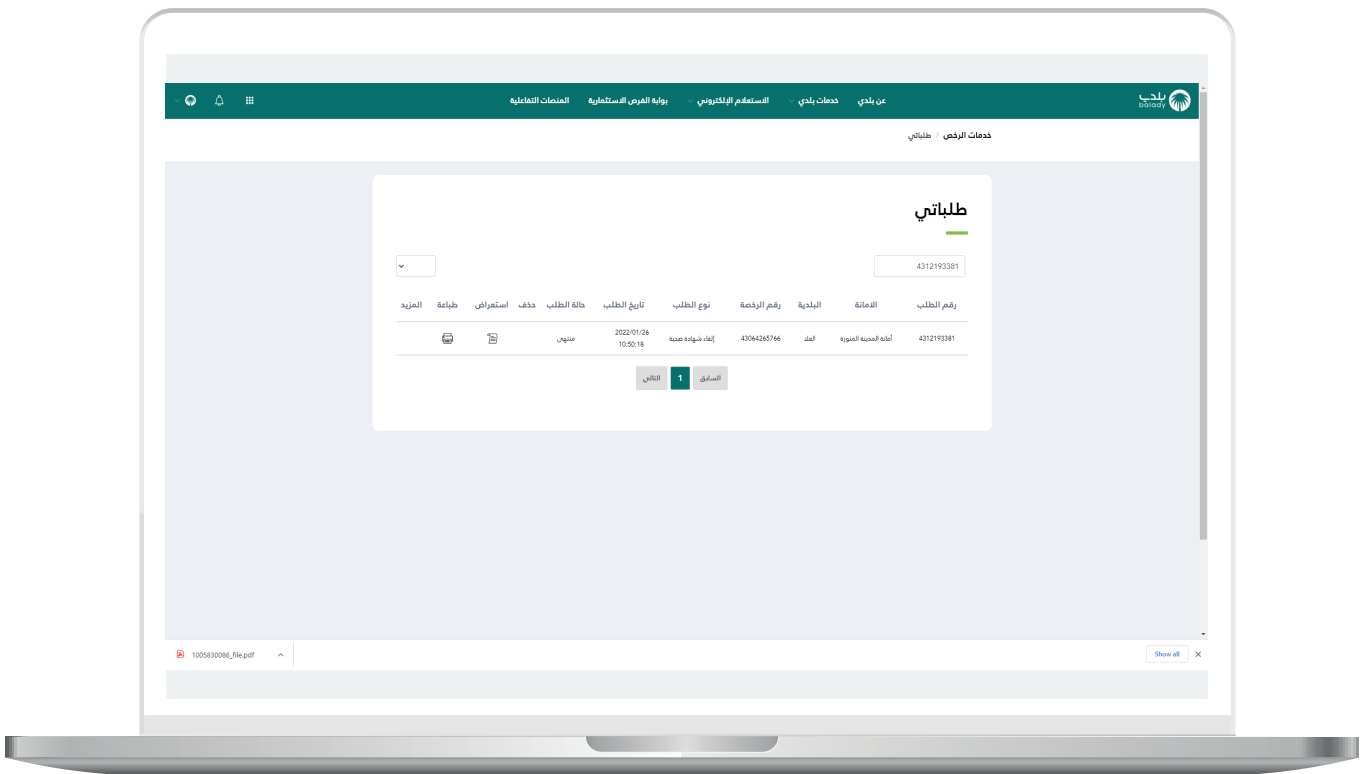 بلدي
balady
عن بلدي
خدمات بلدي
الاستعلام الإلكتروني
بوابة الفرص الاستثمارية
المنصات التفاعلية
خدمات الرخص / طلباتي
طلباتي
4312193381
رقم الطلب الامانة البلدية رقم الرخصة نوع الطلب تاريخ الطلب حالة الطلب حذف استعراض طباعة المزيد
4312193381 أمانة المدينة المنورة العلا 43064265766 إلغاء شهادة صحية 2022/01/26 منتهي
10:50:18
السابق 1 التالي
1005830086_file.pdf
Show all